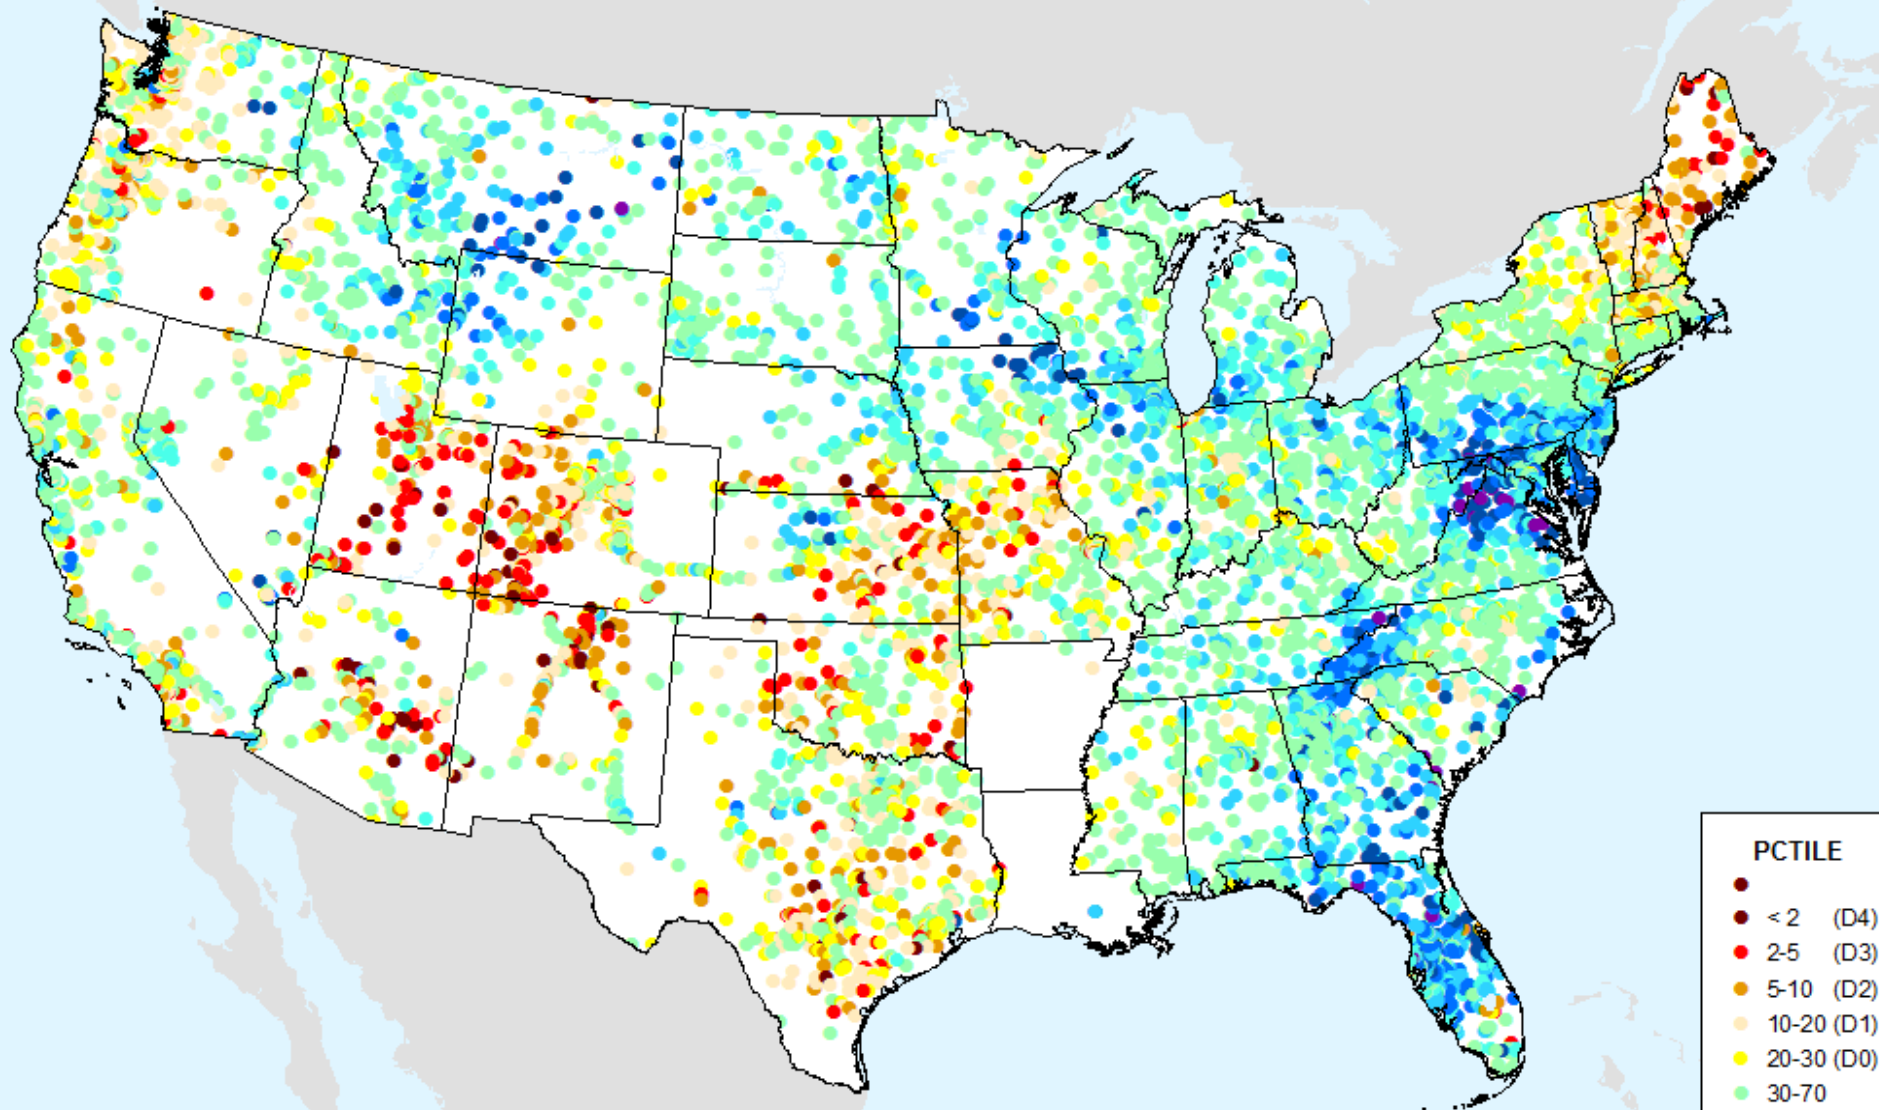 PCTILE
< 2 (D4)
2-5 (D3)
5-10 (D2)
10-20 (D1)
20-30 (D0)
30-70